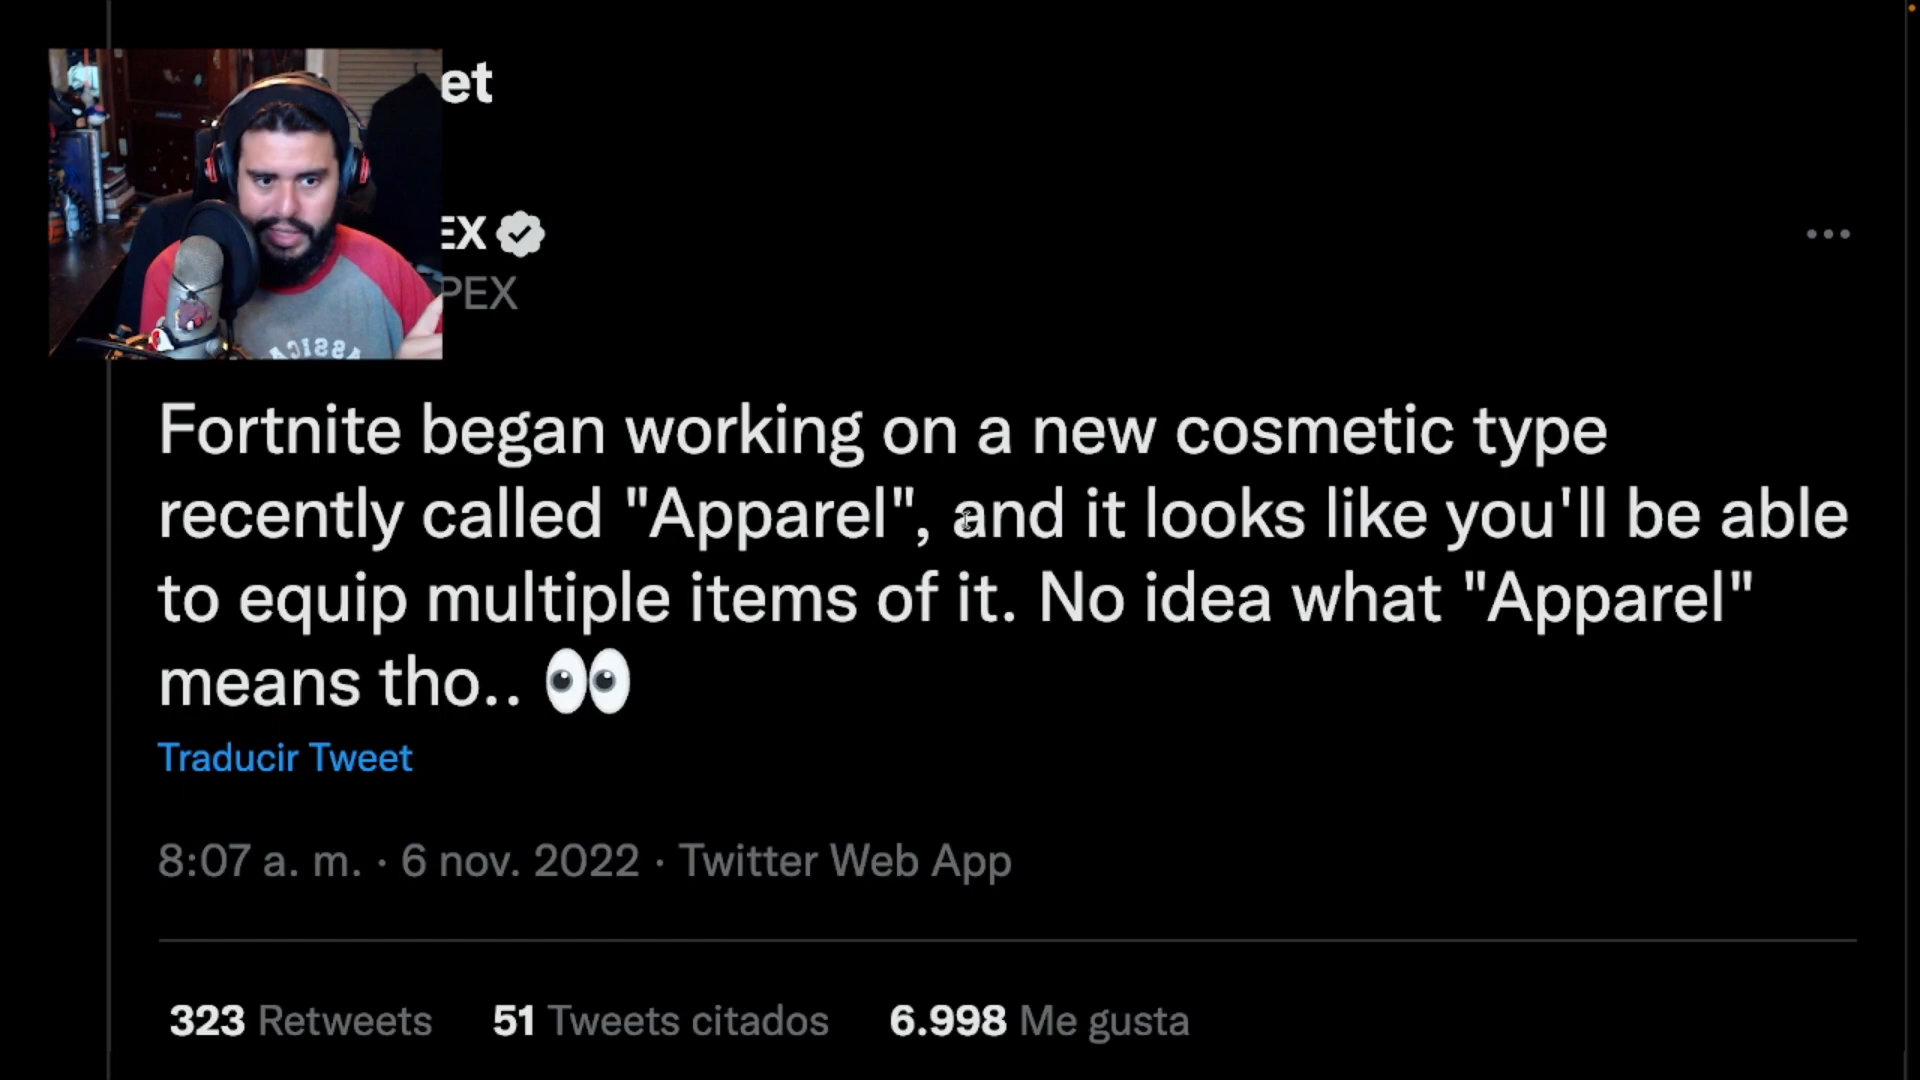 et
EX
PEX
Fortnite began working on a new cosmetic type
recently called "Apparel", and it looks like you'll be able
to equip multiple items of it. No idea what "Apparel"
means tho.. 👀
Traducir Tweet
8:07 a. m. · 6 nov. 2022 · Twitter Web App
323 Retweets 51 Tweets citados 6.998 Me gusta